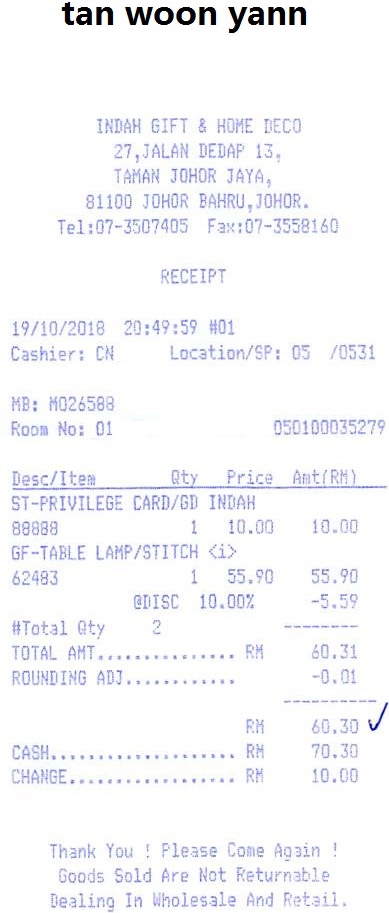 tan woon yann
INDAH GIFT & HOME DECO
27,JALAN DEDAP 13,
TAMAN JOHOR JAYA,
81100 JOHOR BAHRU,JOHOR.
Tel:07-3507405 Fax:07-3558160
RECEIPT
19/10/2018 20:49:59 #01
Cashier: CN Location/SP: 05 /0531
MB: M026588
Room No: 01 050100035279
Desc/Item Qty Price Amt(RM)
ST-PRIVILEGE CARD/GD INDAH
88888 1 10.00 10.00
GF-TABLE LAMP/STITCH <i>
62483 1 55.90 55.90
@DISC 10.00% -5.59
#Total Qty 2 --------
TOTAL AMT............... RM 60.31
ROUNDING ADJ............ -0.01
----------
RM 60.30
CASH.................... RM 70.30
CHANGE.................. RM 10.00
Thank You ! Please Come Again !
Goods Sold Are Not Returnable
Dealing In Wholesale And Retail.